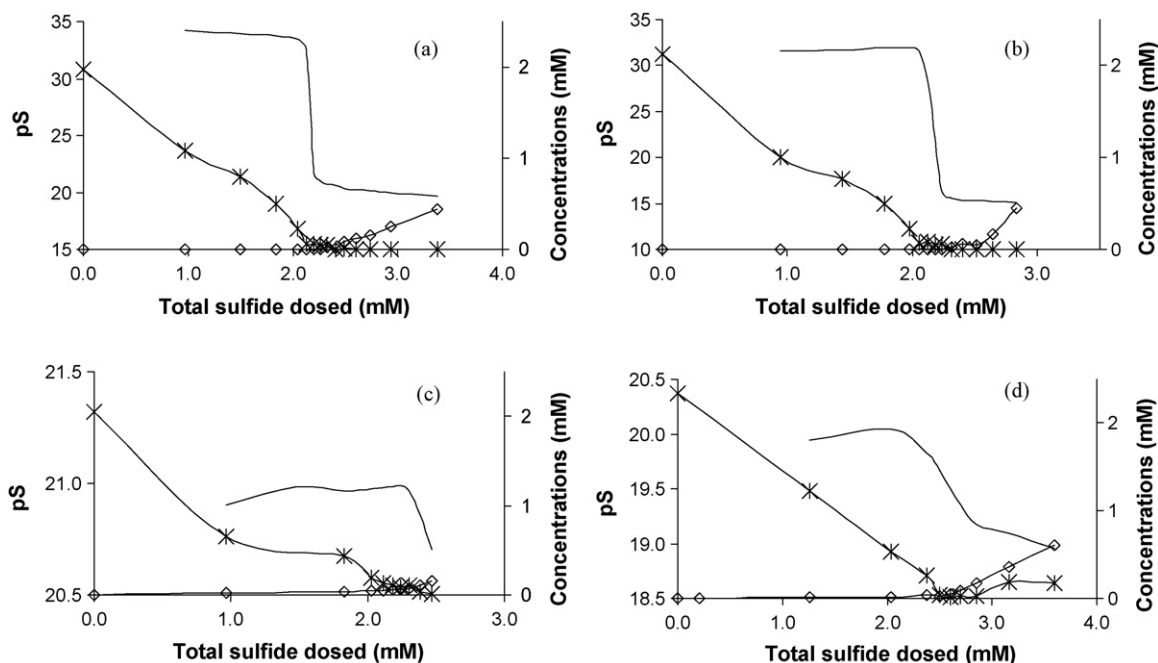 (a)
35
30
25
20
15
pS
2
1
0
Concentrations (mM)
0.0 1.0 2.0 3.0 4.0
Total sulfide dosed (mM)
(b)
35
30
25
20
15
10
pS
2
1
0
Concentrations (mM)
0.0 1.0 2.0 3.0
Total sulfide dosed (mM)
(c)
21.5
21.0
20.5
pS
2
1
0
Concentrations (mM)
0.0 1.0 2.0 3.0
Total sulfide dosed (mM)
(d)
20.5
20.0
19.5
19.0
18.5
pS
2
1
0
Concentrations (mM)
0.0 1.0 2.0 3.0 4.0
Total sulfide dosed (mM)